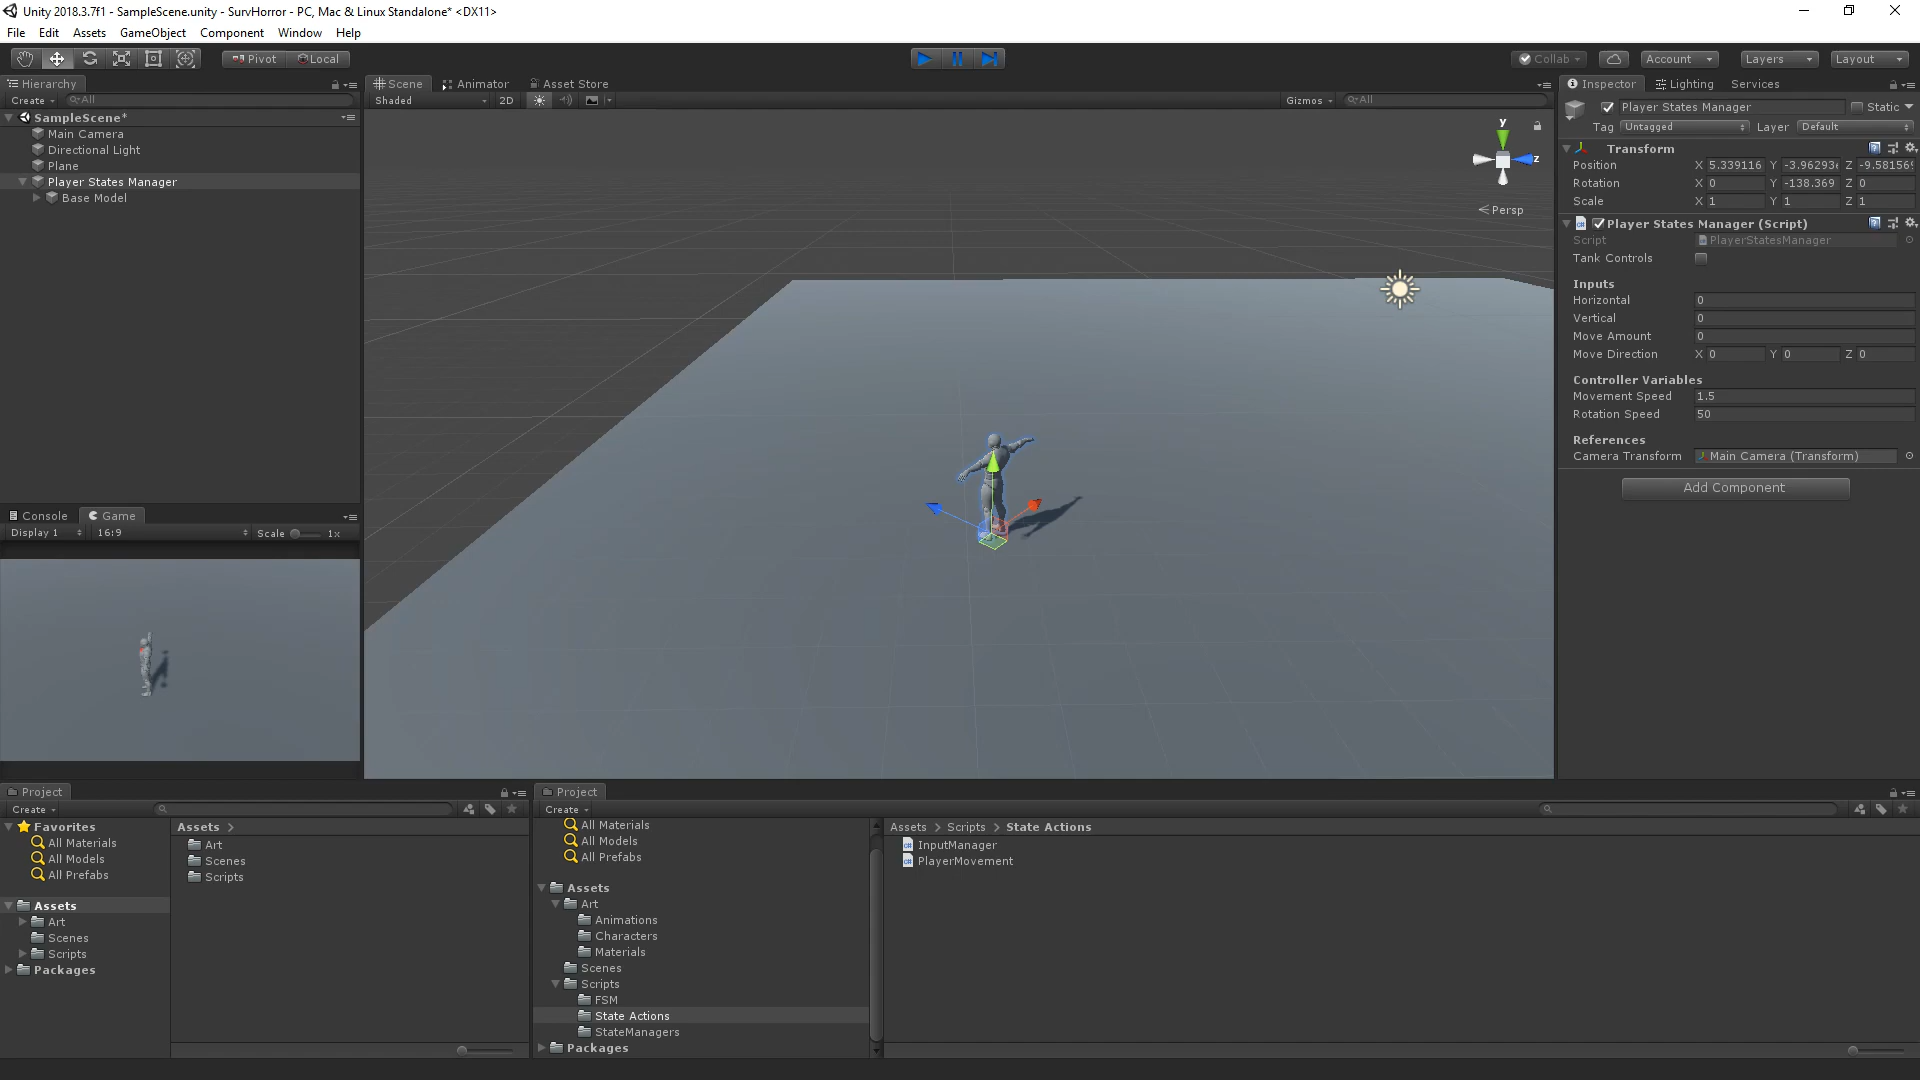 Unity 2018.3.7f1 - SampleScene.unity - SurvHorror - PC, Mac & Linux Standalone* <DX11>
File Edit Assets GameObject Component Window Help
Pivot Local Collab Account Layers Layout
Hierarchy
Create All
SampleScene*
Main Camera
Directional Light
Plane
Player States Manager
Base Model
Scene Animator Asset Store
Shaded 2D Gizmos All
y
z
Persp
Console Game
Display 1 16:9 Scale 1x
Inspector Lighting Services
Player States Manager Static
Tag Untagged Layer Default
Transform
Position X 5.339116 Y -3.96293 Z -9.58156
Rotation X 0 Y -138.369 Z 0
Scale X 1 Y 1 Z 1
Player States Manager (Script)
Script PlayerStatesManager
Tank Controls
Inputs
Horizontal 0
Vertical 0
Move Amount 0
Move Direction X 0 Y 0 Z 0
Controller Variables
Movement Speed 1.5
Rotation Speed 50
References
Camera Transform Main Camera (Transform)
Add Component
Project
Create
Favorites
All Materials
All Models
All Prefabs
Assets
Art
Scenes
Scripts
Packages
Assets
Art
Scenes
Scripts
Project
Create
All Materials
All Models
All Prefabs
Assets
Art
Animations
Characters
Materials
Scenes
Scripts
FSM
State Actions
StateManagers
Packages
Assets Scripts State Actions
InputManager
PlayerMovement